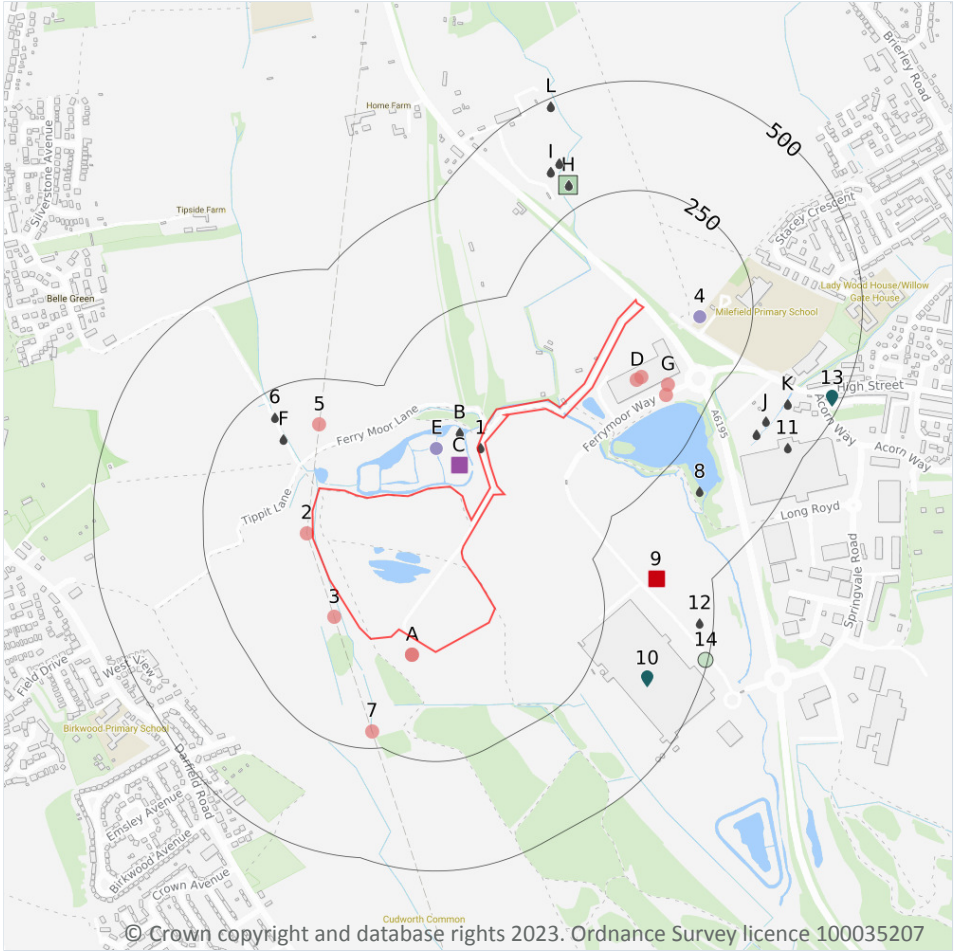 Brierley Road
L
500
Home Farm
I
H
Silverstone Avenue
Stacey Crescent
Tipside Farm
250
Lady Wood House/Willow
Gate House
Belle Green
4
Milefield Primary School
D
G
K
13
High Street
6
5
B
Ferry Moor Lane
Ferrymoor Way
A6195
J
Acorn Way
F
E
1
C
11
Acorn Way
8
Tippit Lane
Long Royd
2
9
Springvale Road
3
12
A
14
West View
Field Drive
10
7
Birkwood Primary School
Darfield Road
Emsley Avenue
Birkwood Avenue
Crown Avenue
Cudworth Common
© Crown copyright and database rights 2023. Ordnance Survey licence 100035207